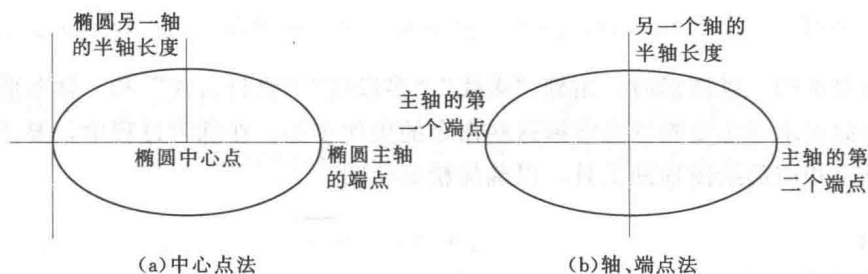 椭圆另一轴
的半轴长度
椭圆中心点
椭圆主轴
的端点
(a)中心点法
另一个轴的
半轴长度
主轴的第
一个端点
主轴的第
二个端点
(b)轴、端点法